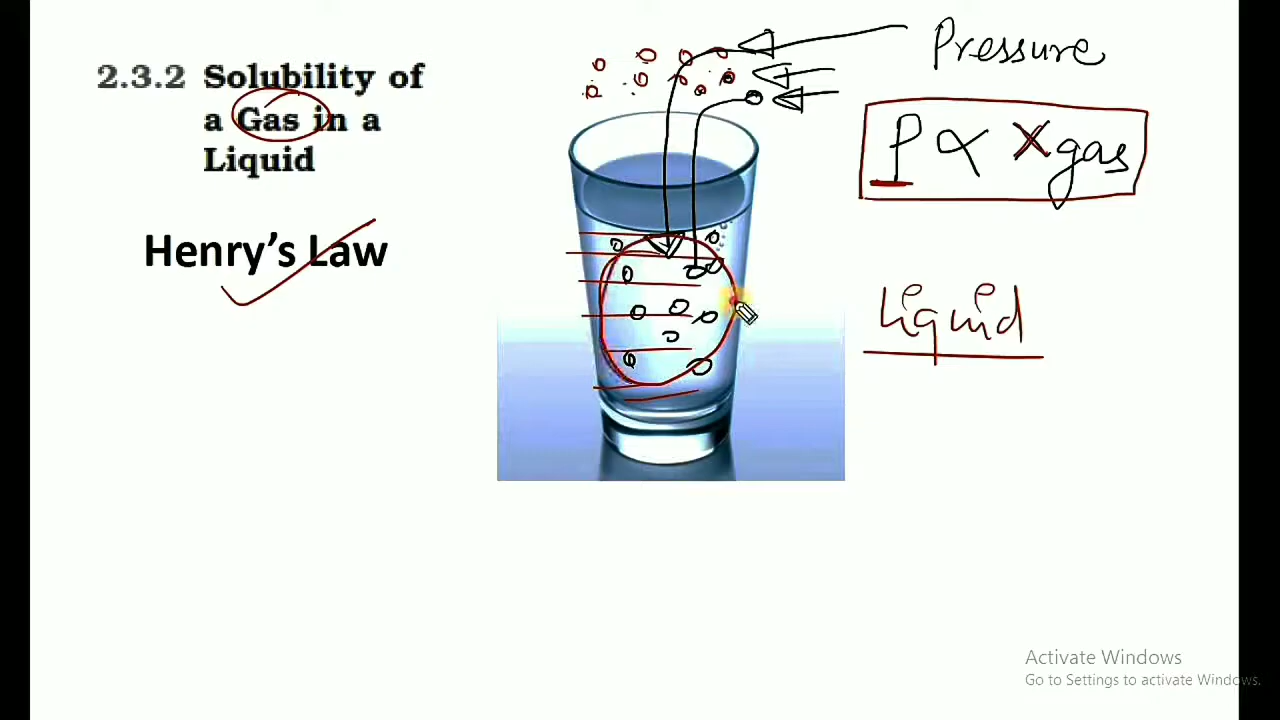 2.3.2 Solubility of
a Gas in a
Liquid
Henry's Law
Pressure
P ∝ Xgas
Liquid
Activate Windows
Go to Settings to activate Windows.